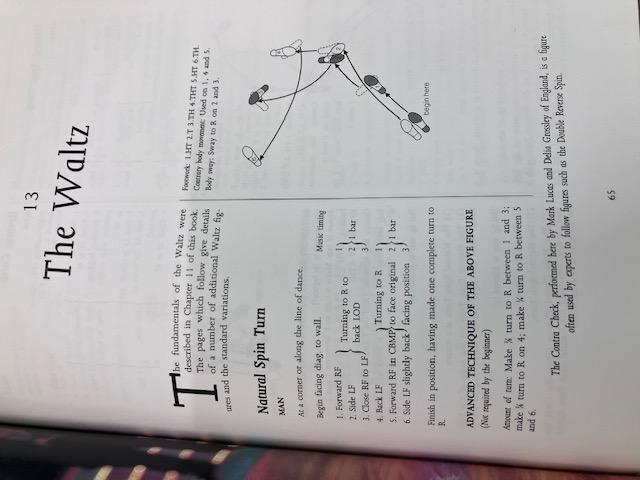 13
The Waltz
The fundamentals of the Waltz were
described in Chapter 11 of this book.
The pages which follow give details
of a number of additional Waltz fig-
ures and the standard variations.
Natural Spin Turn
MAN
At a corner or along the line of dance.
Begin facing diag. to wall. Music timing
1. Forward RF 1
2. Side LF Turning to R to back LOD 2 1 bar
3. Close RF to LF 3
4. Back LF Turning to R 1
5. Forward RF in CBMP to face original 2 1 bar
6. Side LF slightly back facing position 3
Finish in position, having made one complete turn to
R.
ADVANCED TECHNIQUE OF THE ABOVE FIGURE
(Not required by the beginner)
Amount of turn: Make ¼ turn to R between 1 and 3;
make ⅛ turn to R on 4; make ¼ turn to R between 5
and 6.
Footwork: 1.HT 2.T 3.TH 4.THT 5.HT 6.TH.
Contrary body movement: Used on 1, 4 and 5.
Body sway: Sway to R on 2 and 3.
begin here
The Contra Check, performed here by Mark Lucas and Delia Grossley of England, is a figure
often used by experts to follow figures such as the Double Reverse Spin.
65